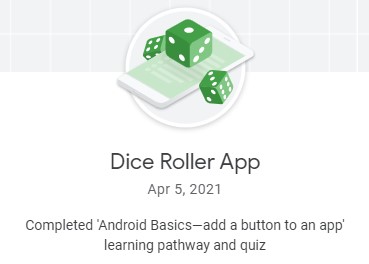 Dice Roller App
Apr 5, 2021
Completed 'Android Basics—add a button to an app'
learning pathway and quiz